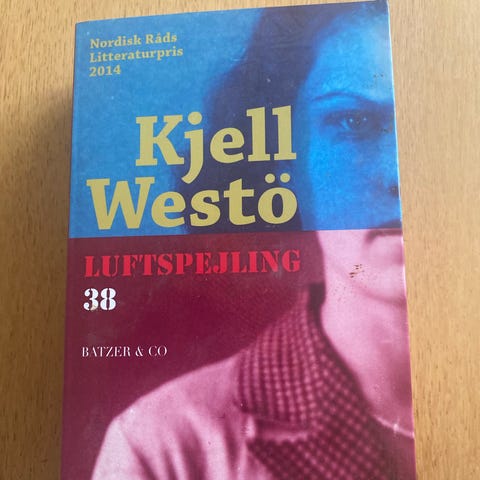 Nordisk Råds
Litteraturpris
2014
Kjell
Westö
LUFTSPEJLING
38
BATZER & CO